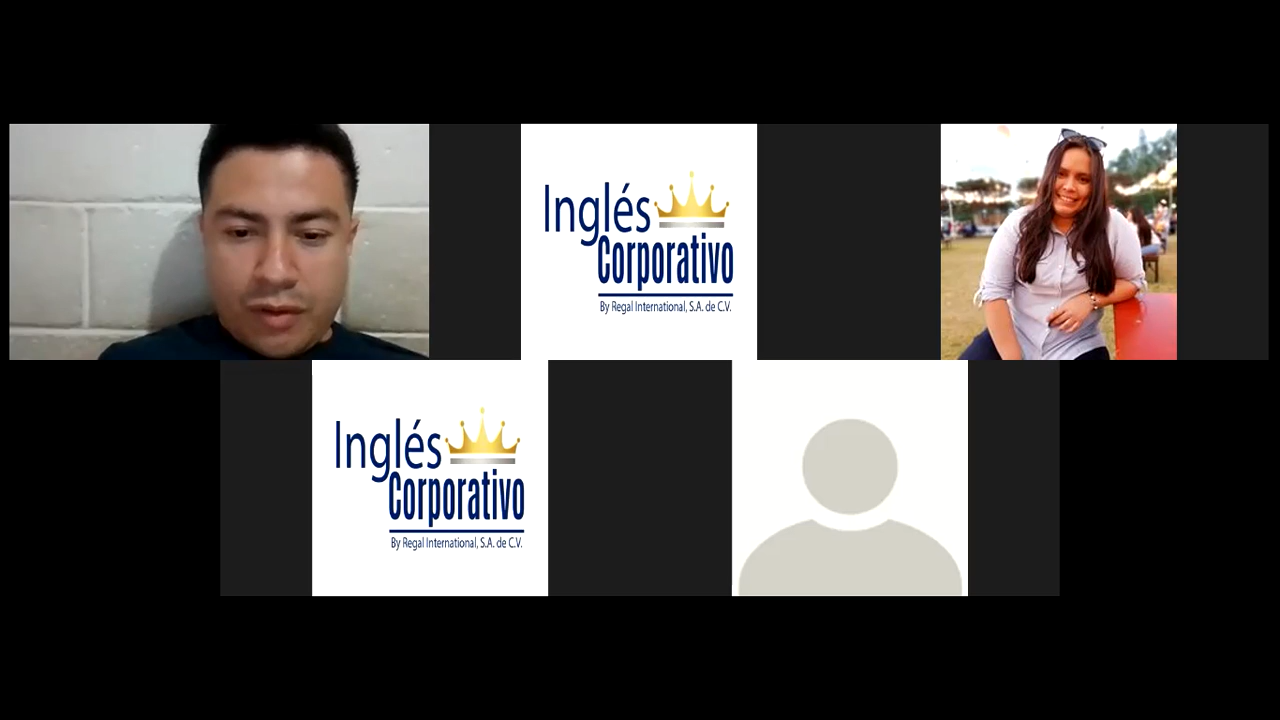 Inglés
Corporativo
By Regal International, S.A. de C.V.
Inglés
Corporativo
By Regal International, S.A. de C.V.